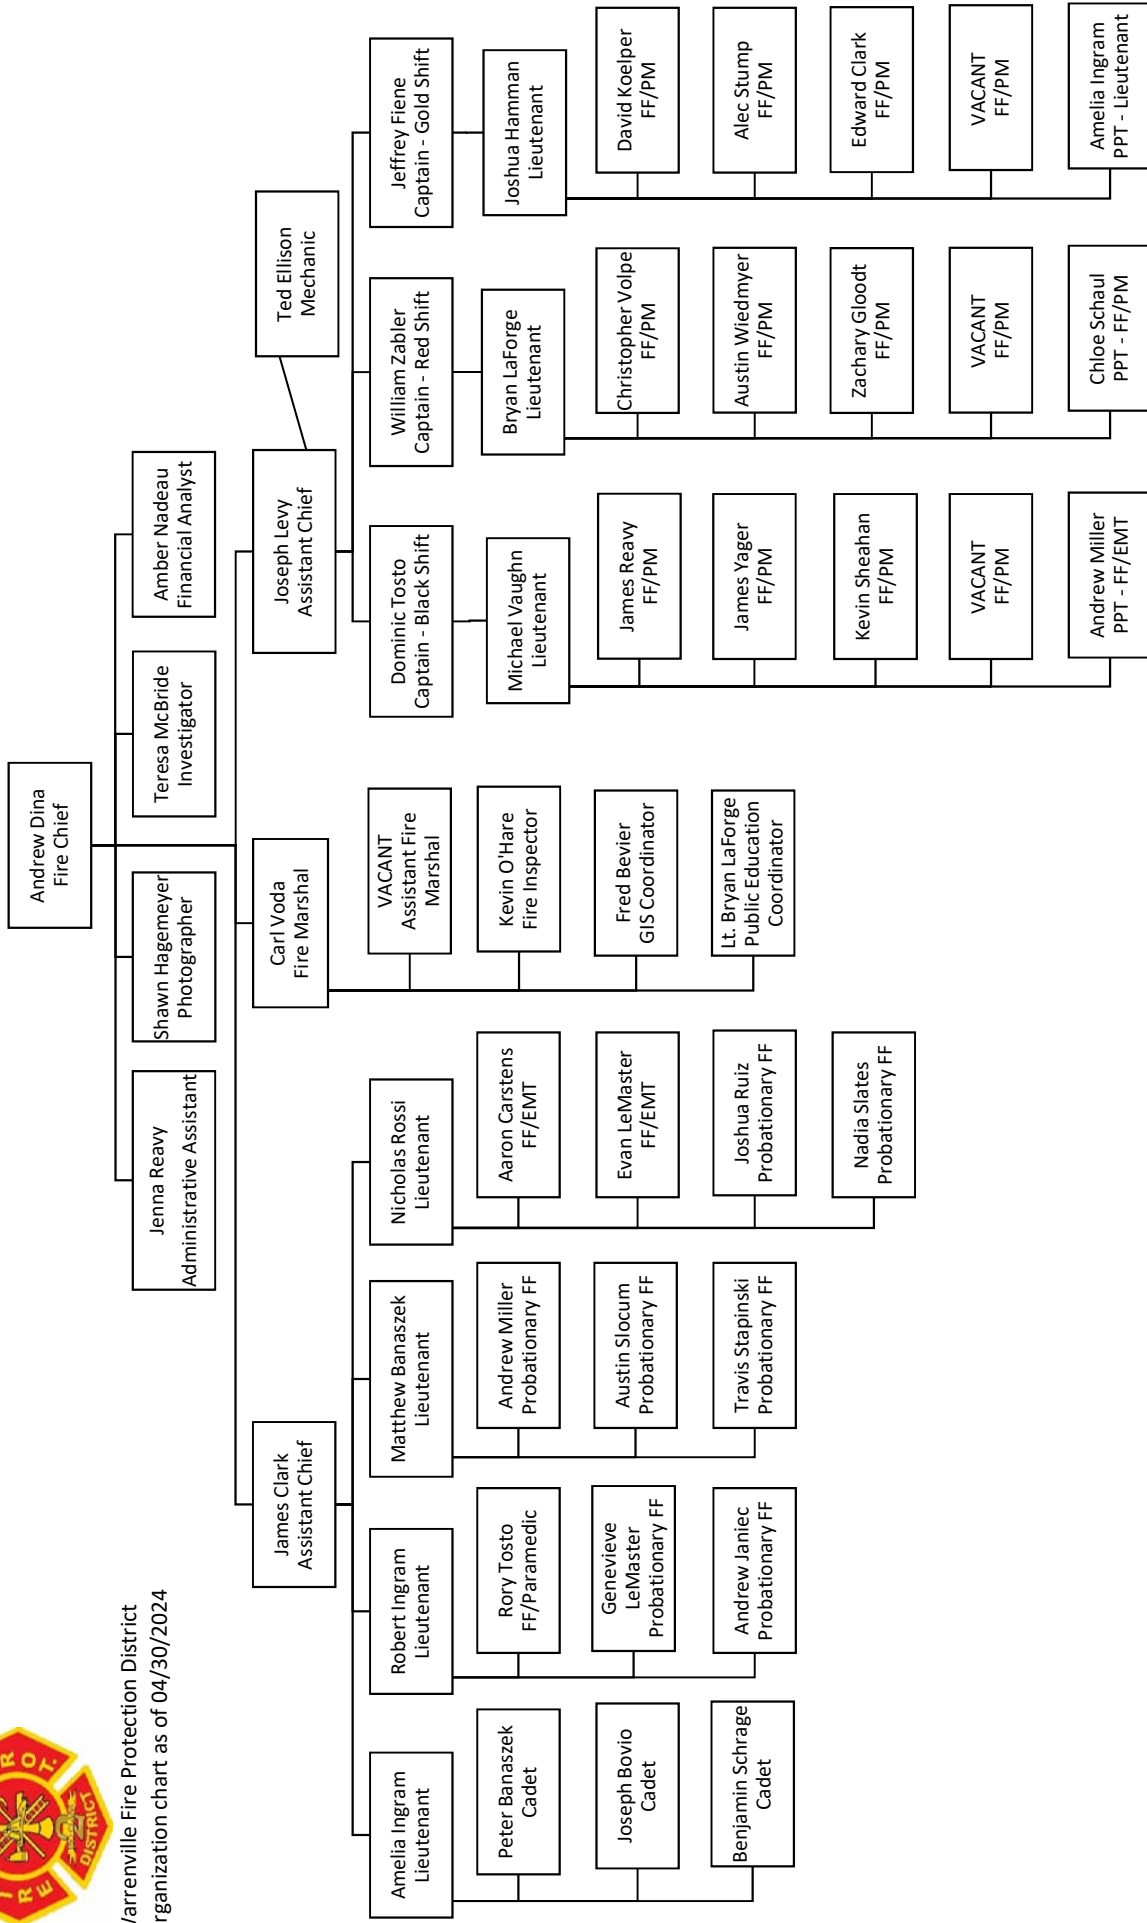 ROT.
DISTRICT
IRE
2
arrenville Fire Protection District
rganization chart as of 04/30/2024
Andrew Dina
Fire Chief
Jenna Reavy
Administrative Assistant
Shawn Hagemeyer
Photographer
Teresa McBride
Investigator
Amber Nadeau
Financial Analyst
James Clark
Assistant Chief
Carl Voda
Fire Marshal
Joseph Levy
Assistant Chief
Ted Ellison
Mechanic
Amelia Ingram
Lieutenant
Peter Banaszek
Cadet
Joseph Bovio
Cadet
Benjamin Schrage
Cadet
Robert Ingram
Lieutenant
Rory Tosto
FF/Paramedic
Genevieve
LeMaster
Probationary FF
Andrew Janiec
Probationary FF
Matthew Banaszek
Lieutenant
Andrew Miller
Probationary FF
Austin Slocum
Probationary FF
Travis Stapinski
Probationary FF
Nicholas Rossi
Lieutenant
Aaron Carstens
FF/EMT
Evan LeMaster
FF/EMT
Joshua Ruiz
Probationary FF
Nadia Slates
Probationary FF
VACANT
Assistant Fire
Marshal
Kevin O'Hare
Fire Inspector
Fred Bevier
GIS Coordinator
Lt. Bryan LaForge
Public Education
Coordinator
Dominic Tosto
Captain - Black Shift
Michael Vaughn
Lieutenant
James Reavy
FF/PM
James Yager
FF/PM
Kevin Sheahan
FF/PM
VACANT
FF/PM
Andrew Miller
PPT - FF/EMT
William Zabler
Captain - Red Shift
Bryan LaForge
Lieutenant
Christopher Volpe
FF/PM
Austin Wiedmyer
FF/PM
Zachary Gloodt
FF/PM
VACANT
FF/PM
Chloe Schaul
PPT - FF/PM
Jeffrey Fiene
Captain - Gold Shift
Joshua Hamman
Lieutenant
David Koelper
FF/PM
Alec Stump
FF/PM
Edward Clark
FF/PM
VACANT
FF/PM
Amelia Ingram
PPT - Lieutenant